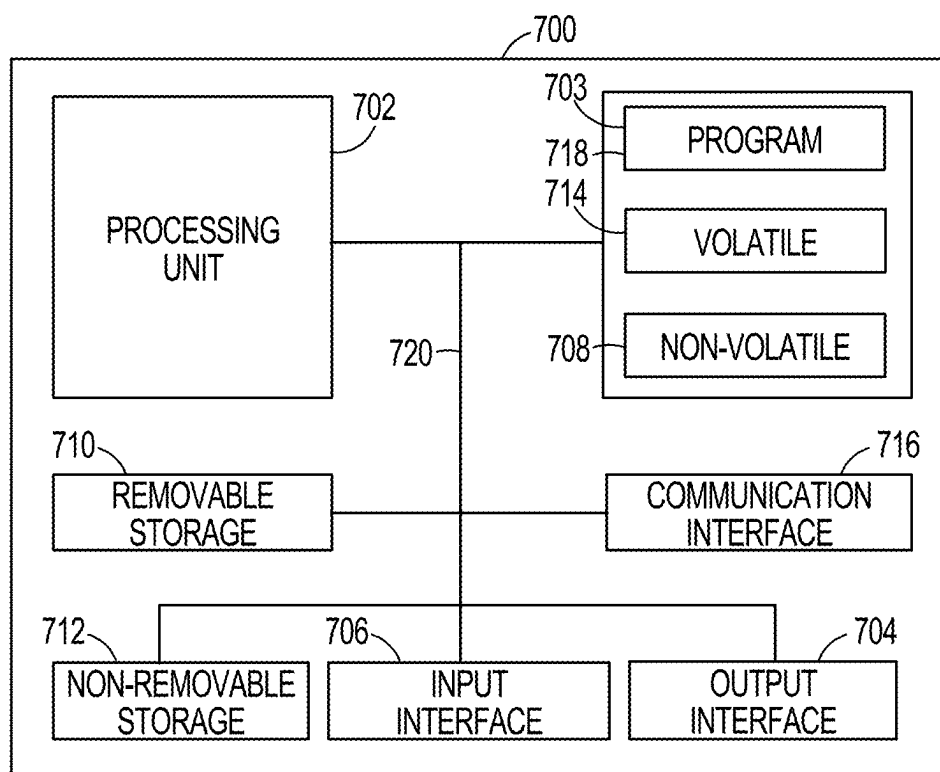 700
702
PROCESSING
UNIT
703
718
PROGRAM
714
VOLATILE
708
NON-VOLATILE
720
710
REMOVABLE
STORAGE
716
COMMUNICATION
INTERFACE
712
NON-REMOVABLE
STORAGE
706
INPUT
INTERFACE
704
OUTPUT
INTERFACE